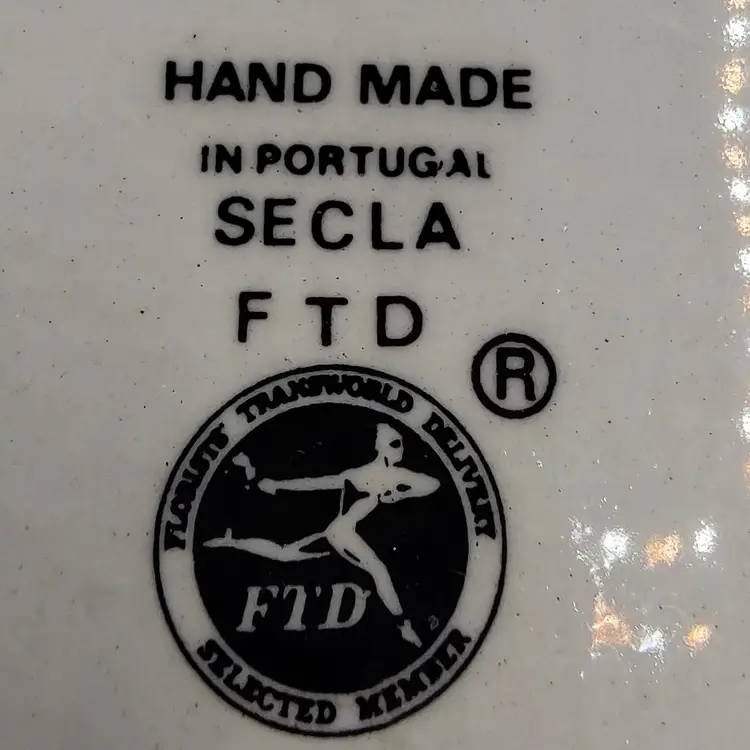 HAND MADE
IN PORTUGAL
SECLA
FTD
®
FLORISTS' TRANSWORLD DELIVERY
FTD
SELECTED MEMBER